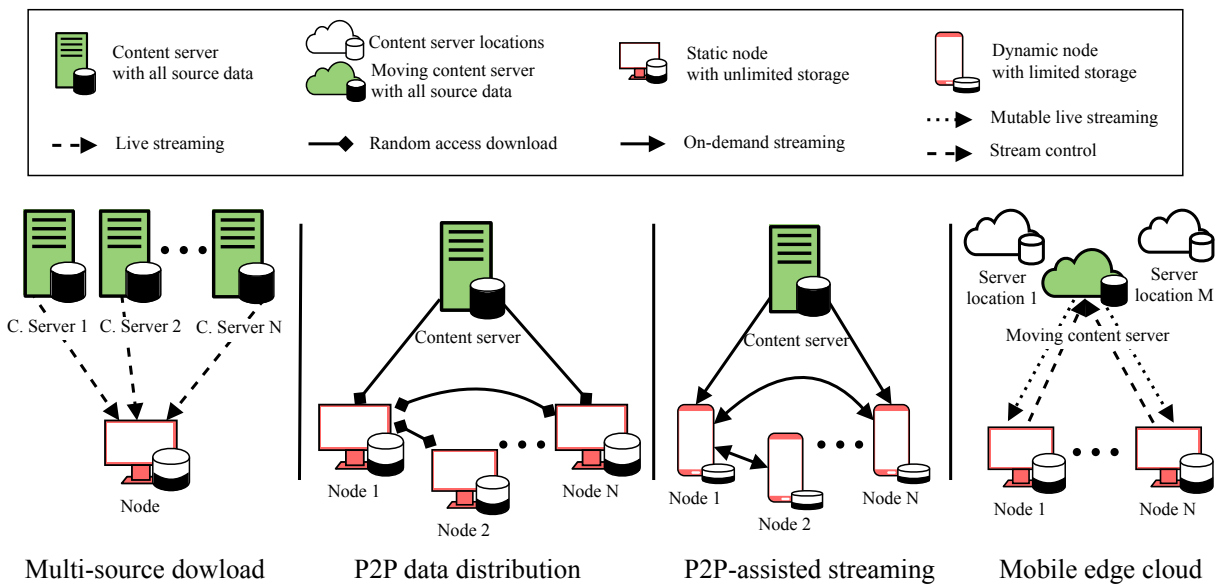 Content server
with all source data
Content server locations
Moving content server
with all source data
Static node
with unlimited storage
Dynamic node
with limited storage
Live streaming
Random access download
On-demand streaming
Mutable live streaming
Stream control
C. Server 1
C. Server 2
C. Server N
Node
Multi-source dowload
Content server
Node 1
Node 2
Node N
P2P data distribution
Content server
Node 1
Node 2
Node N
P2P-assisted streaming
Server
location 1
Server
location M
Moving content server
Node 1
Node N
Mobile edge cloud